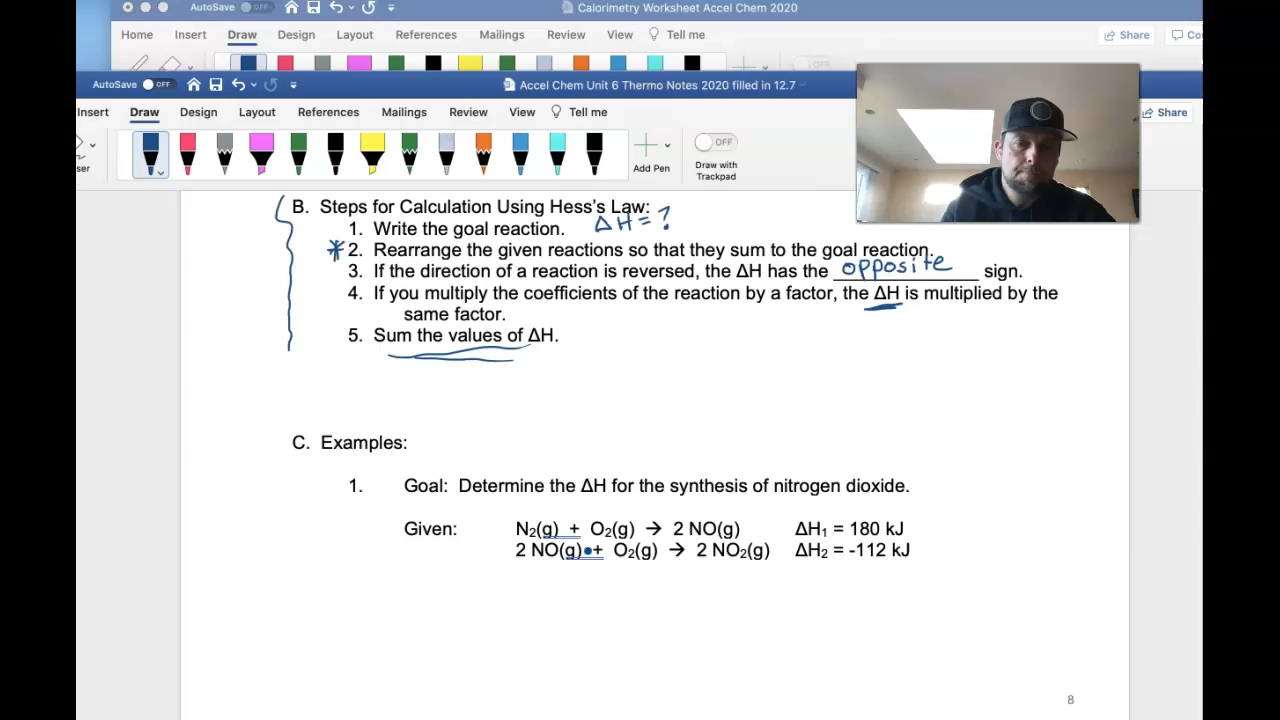 AutoSave OFF Calorimetry Worksheet Accel Chem 2020
Home Insert Draw Design Layout References Mailings Review View Tell me Share Co
OFF
AutoSave OFF Accel Chem Unit 6 Thermo Notes 2020 filled in 12.7
Insert Draw Design Layout References Mailings Review View Tell me Share
OFF
ser Add Pen Draw with
Trackpad
B. Steps for Calculation Using Hess's Law:
1. Write the goal reaction. ΔH = ?
*2. Rearrange the given reactions so that they sum to the goal reaction.
3. If the direction of a reaction is reversed, the ΔH has the opposite sign.
4. If you multiply the coefficients of the reaction by a factor, the ΔH is multiplied by the
same factor.
5. Sum the values of ΔH.
C. Examples:
1. Goal: Determine the ΔH for the synthesis of nitrogen dioxide.
Given: N₂(g) + O₂(g) → 2 NO(g) ΔH₁ = 180 kJ
2 NO(g) + O₂(g) → 2 NO₂(g) ΔH₂ = -112 kJ
8